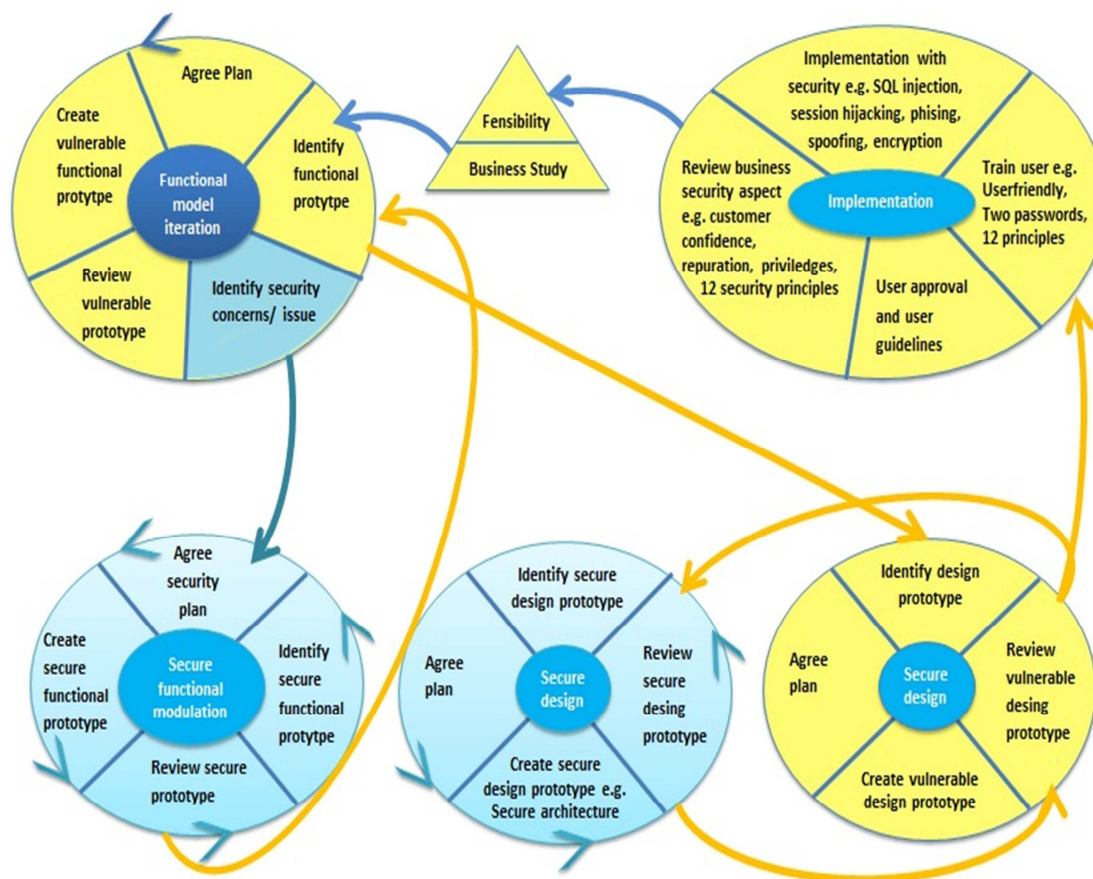 Agree Plan
Create
vulnerable
functional
protytpe
Identify
functional
protytpe
Functional
model
iteration
Review
vulnerable
prototype
Identify security
concerns/ issue
Fensibility
Business Study
Implementation with
security e.g. SQL injection,
session hijacking, phising,
spoofing, encryption
Review business
security aspect
e.g. customer
confidence,
repuration, priviledges,
12 security principles
Implementation
Train user e.g.
Userfriendly,
Two passwords,
12 principles
User approval
and user
guidelines
Agree
security
plan
Create
secure
functional
prototype
Secure
functional
modulation
Identify
secure
functional
protytpe
Review secure
prototype
Identify secure
design prototype
Agree
plan
Secure
design
Review
secure
desing
prototype
Create secure
design prototype e.g.
Secure architecture
Identify design
prototype
Agree
plan
Secure
design
Review
vulnerable
desing
prototype
Create vulnerable
design prototype